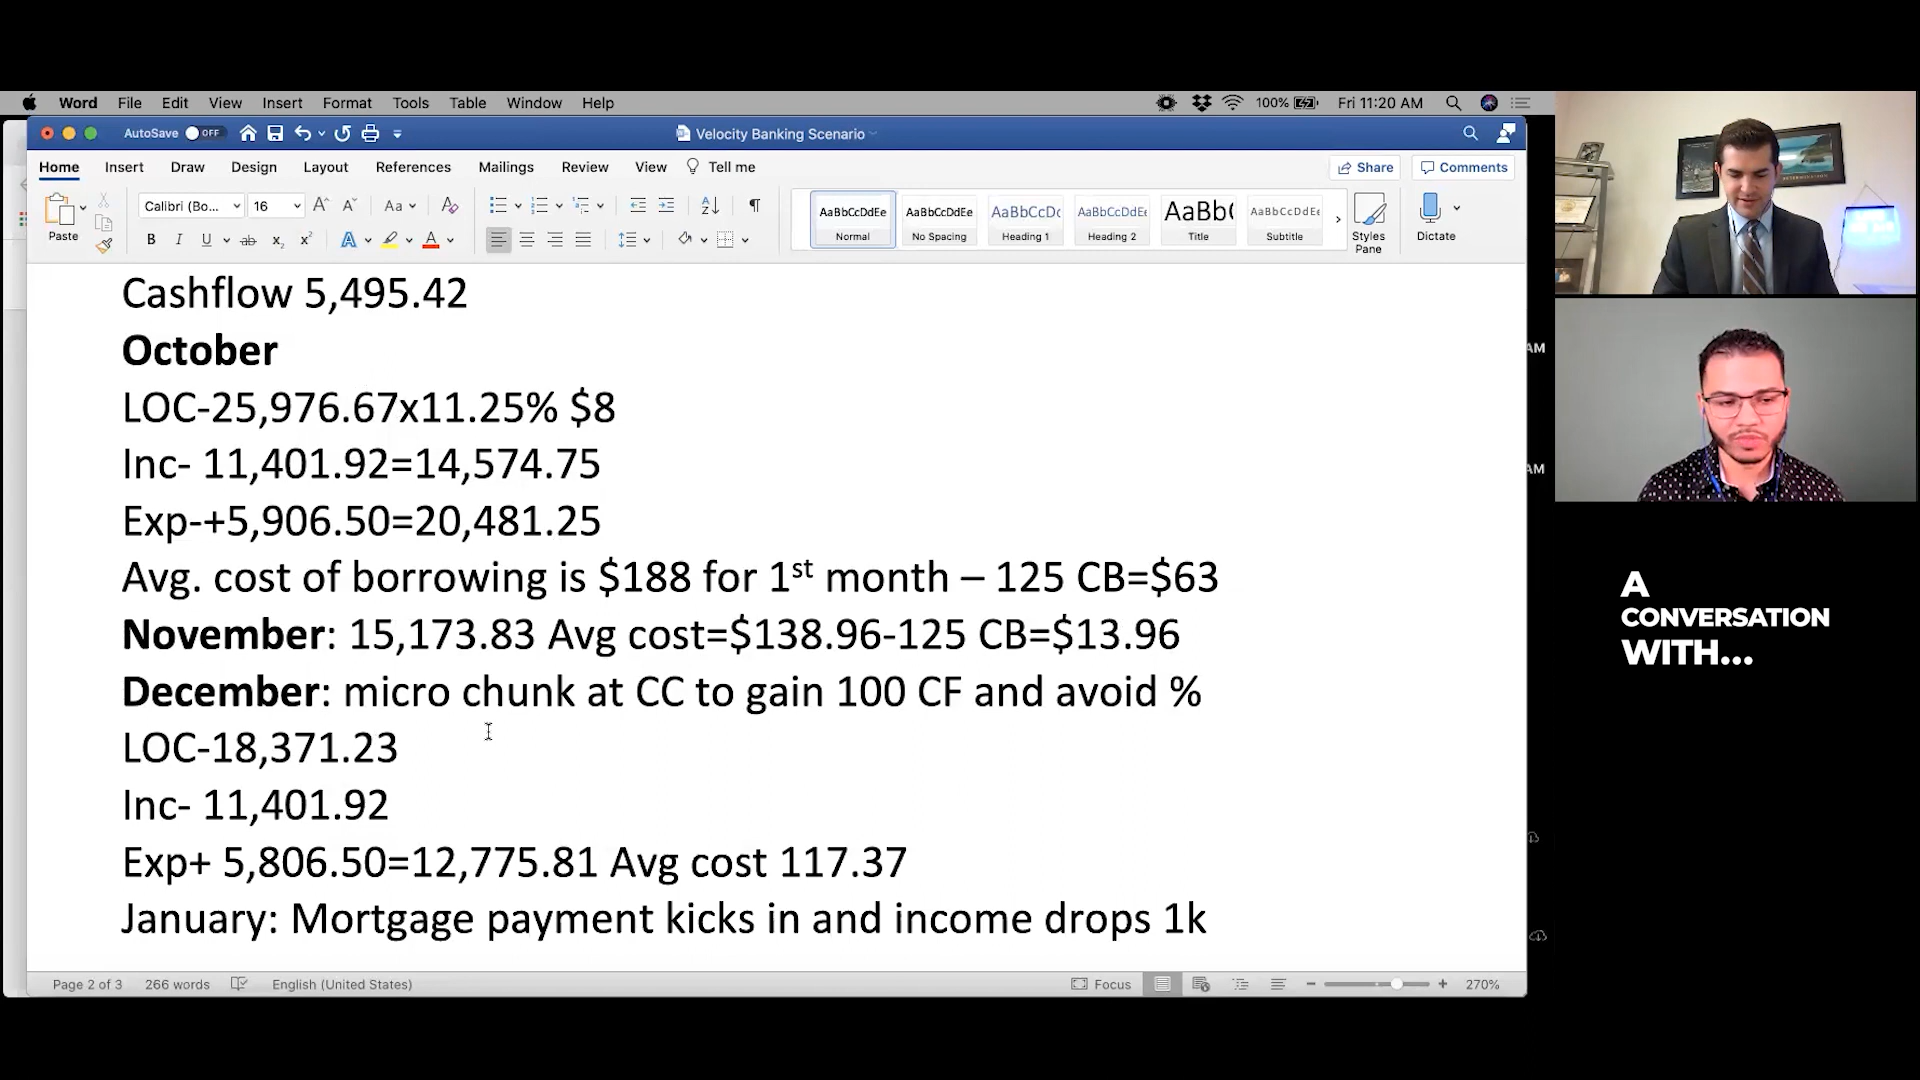 Word File Edit View Insert Format Tools Table Window Help 100% Fri 11:20 AM
AutoSave OFF Velocity Banking Scenario
Home Insert Draw Design Layout References Mailings Review View Tell me Share Comments
Paste Calibri (Bo... 16 Aa
AaBbCcDdEe AaBbCcDdEe AaBbCcDc AaBbCcDdEe AaBb( AaBbCcDdEe
Normal No Spacing Heading 1 Heading 2 Title Subtitle Styles Pane Dictate
Cashflow 5,495.42
October
LOC-25,976.67x11.25% $8
Inc- 11,401.92=14,574.75
Exp-+5,906.50=20,481.25
Avg. cost of borrowing is $188 for 1st month – 125 CB=$63
November: 15,173.83 Avg cost=$138.96-125 CB=$13.96
December: micro chunk at CC to gain 100 CF and avoid %
LOC-18,371.23
Inc- 11,401.92
Exp+ 5,806.50=12,775.81 Avg cost 117.37
January: Mortgage payment kicks in and income drops 1k
Page 2 of 3 266 words English (United States) Focus 270%
AM
AM
A
CONVERSATION
WITH...